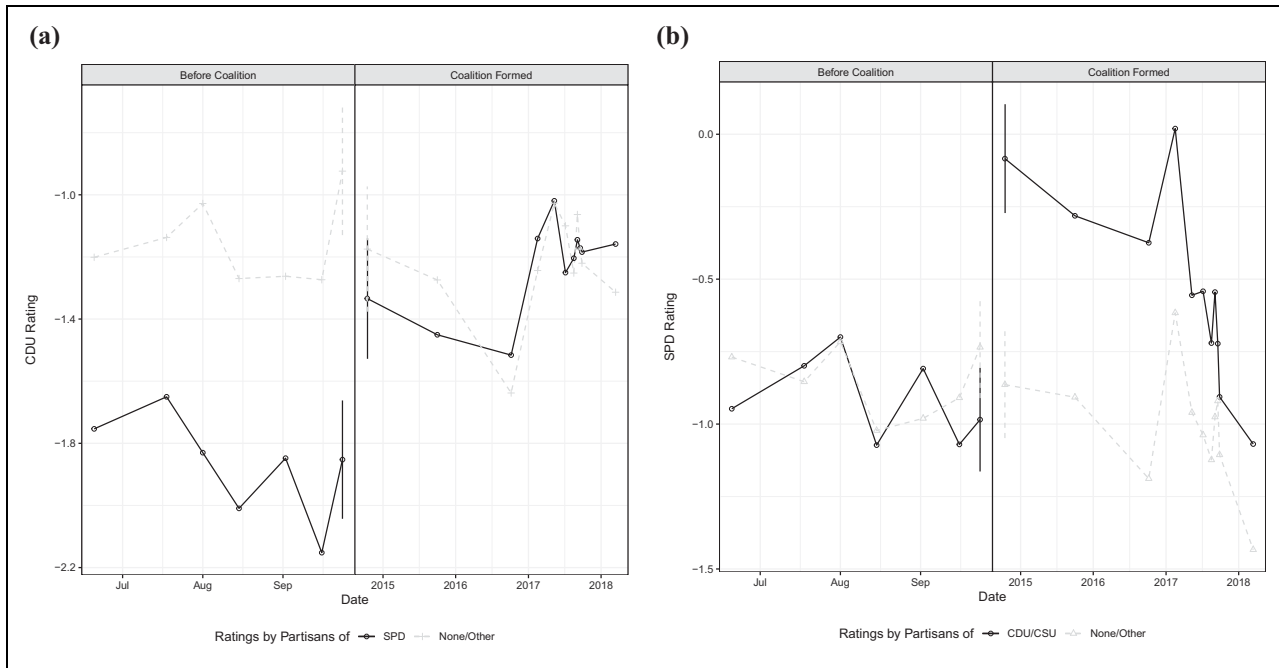 (a)
Before Coalition
Coalition Formed
CDU Rating
−1.0
−1.4
−1.8
−2.2
Jul
Aug
Sep
2015
2016
2017
2018
Date
Ratings by Partisans of SPD None/Other
(b)
Before Coalition
Coalition Formed
SPD Rating
0.0
−0.5
−1.0
−1.5
Jul
Aug
Sep
2015
2016
2017
2018
Date
Ratings by Partisans of CDU/CSU None/Other